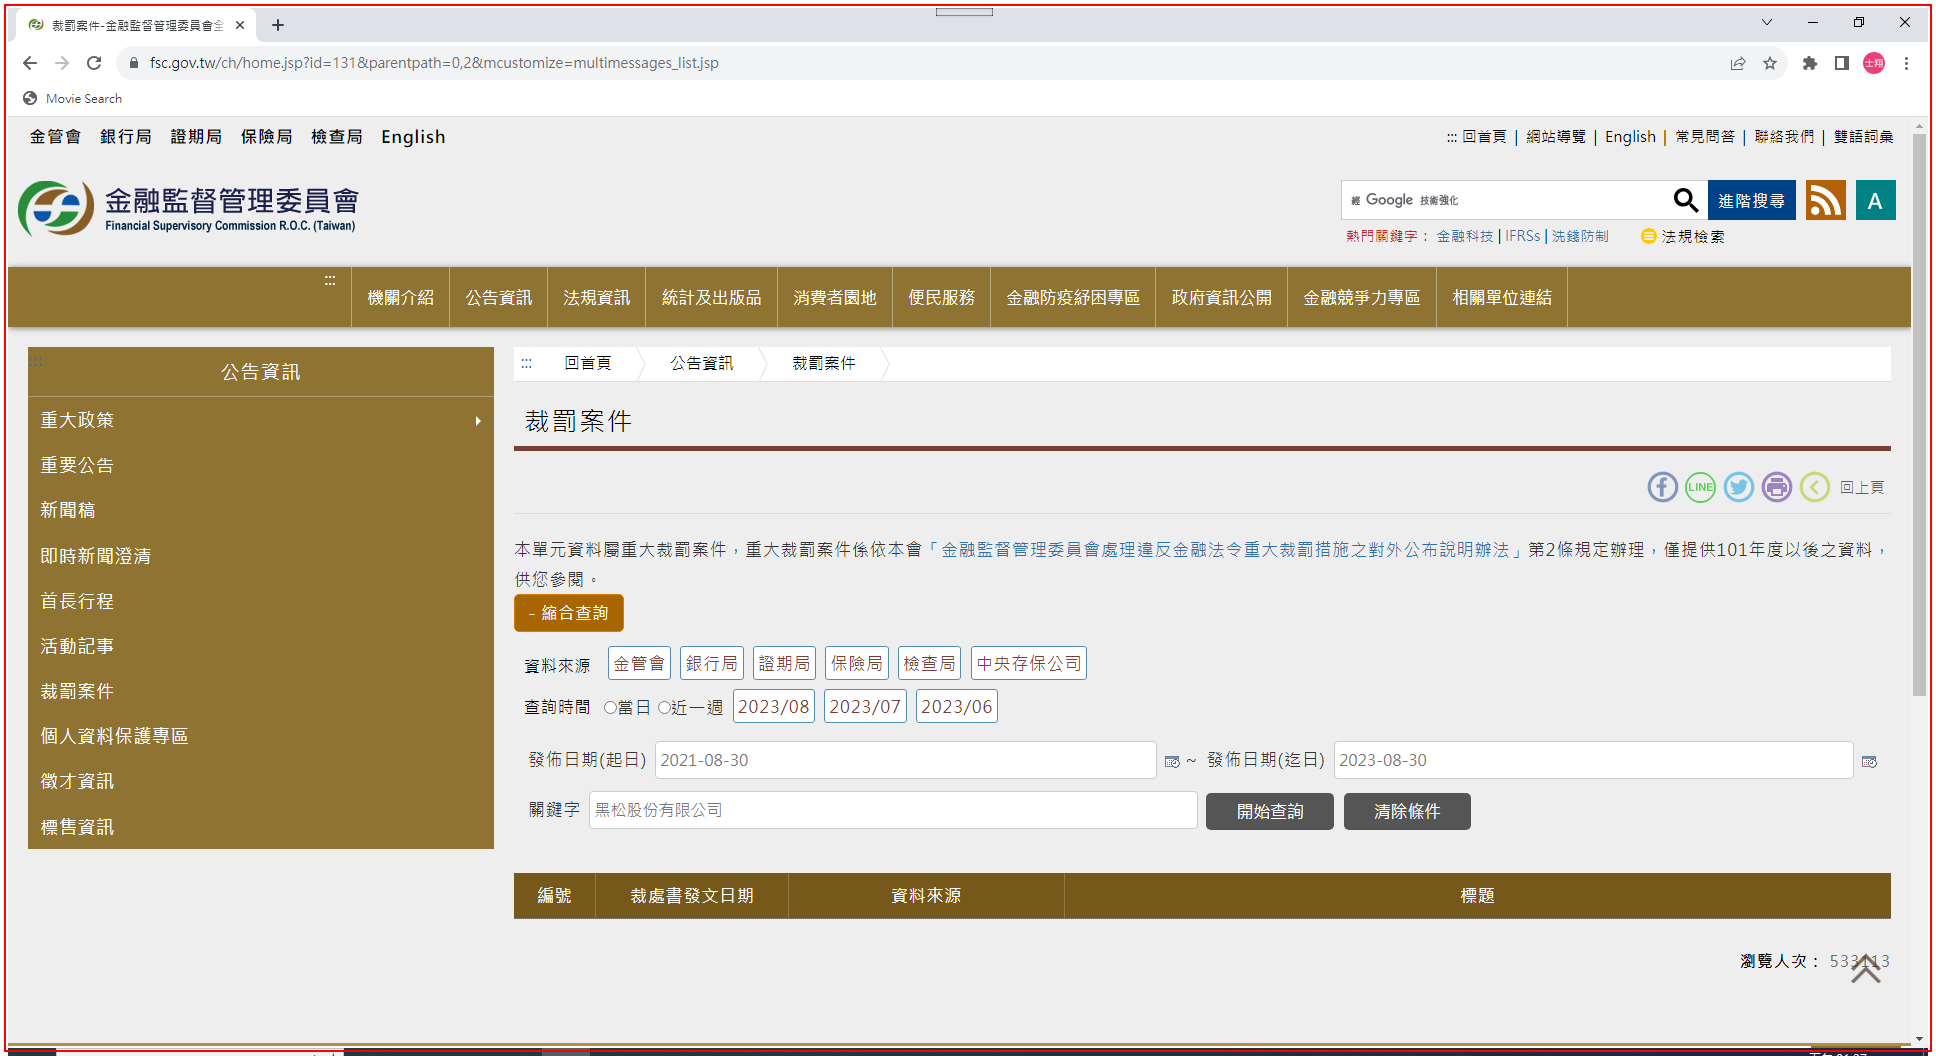 裁罰案件-金融監督管理委員會全
fsc.gov.tw/ch/home.jsp?id=131&parentpath=0,2&mcustomize=multimessages_list.jsp
士翔
Movie Search
金管會 銀行局 證期局 保險局 檢查局 English
::: 回首頁 | 網站導覽 | English | 常見問答 | 聯絡我們 | 雙語詞彙
金融監督管理委員會
Financial Supervisory Commission R.O.C. (Taiwan)
經 Google 技術強化
進階搜尋
A
熱門關鍵字： 金融科技 | IFRSs | 洗錢防制
法規檢索
:::
機關介紹 公告資訊 法規資訊 統計及出版品 消費者園地 便民服務 金融防疫紓困專區 政府資訊公開 金融競爭力專區 相關單位連結
:::
公告資訊
重大政策
重要公告
新聞稿
即時新聞澄清
首長行程
活動記事
裁罰案件
個人資料保護專區
徵才資訊
標售資訊
::: 回首頁 公告資訊 裁罰案件
裁罰案件
LINE
回上頁
本單元資料屬重大裁罰案件，重大裁罰案件係依本會「金融監督管理委員會處理違反金融法令重大裁罰措施之對外公布說明辦法」第2條規定辦理，僅提供101年度以後之資料，
供您參閱。
- 縮合查詢
資料來源 金管會 銀行局 證期局 保險局 檢查局 中央存保公司
查詢時間 當日 近一週 2023/08 2023/07 2023/06
發佈日期(起日) 2021-08-30 ~ 發佈日期(迄日) 2023-08-30
關鍵字 黑松股份有限公司 開始查詢 清除條件
編號 裁處書發文日期 資料來源 標題
瀏覽人次： 533113